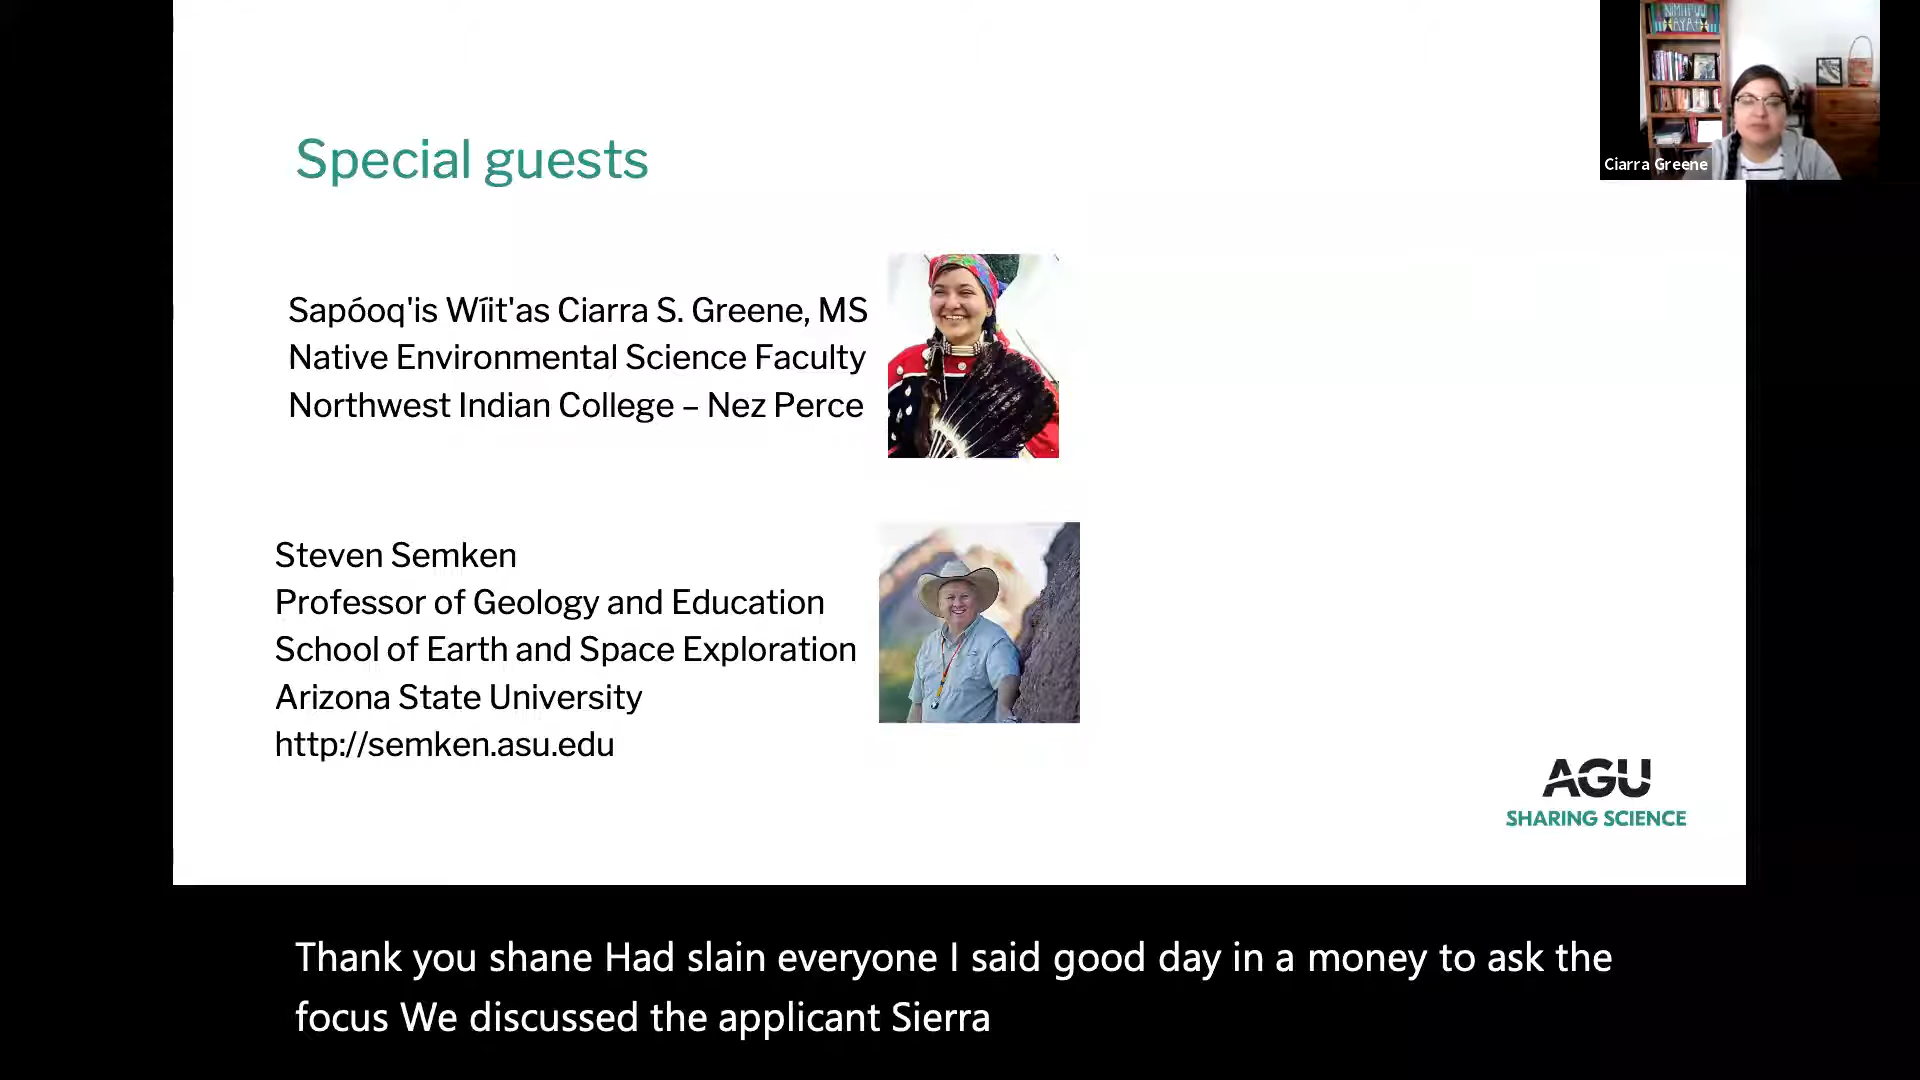 Special guests
Sapóoq'is Wíit'as Ciarra S. Greene, MS
Native Environmental Science Faculty
Northwest Indian College – Nez Perce
Steven Semken
Professor of Geology and Education
School of Earth and Space Exploration
Arizona State University
http://semken.asu.edu
AGU
SHARING SCIENCE
NIMIIPUU
Ciarra Greene
Thank you shane Had slain everyone I said good day in a money to ask the
focus We discussed the applicant Sierra